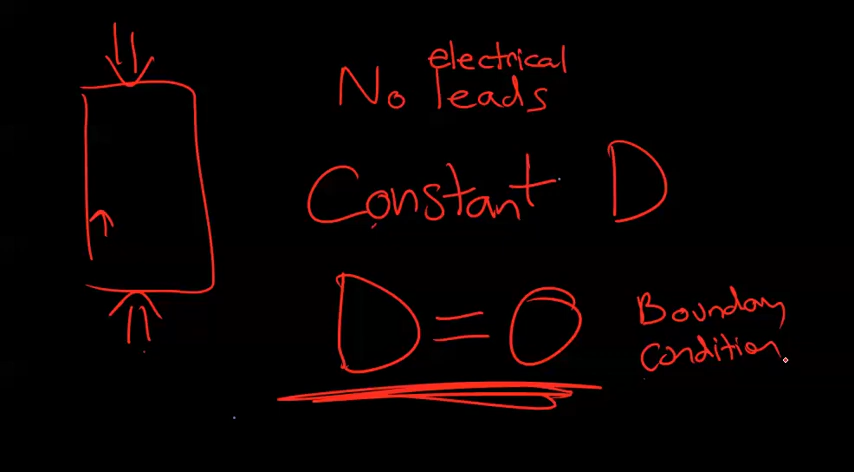 No electrical leads
Constant D
D = 0
Boundary
condition